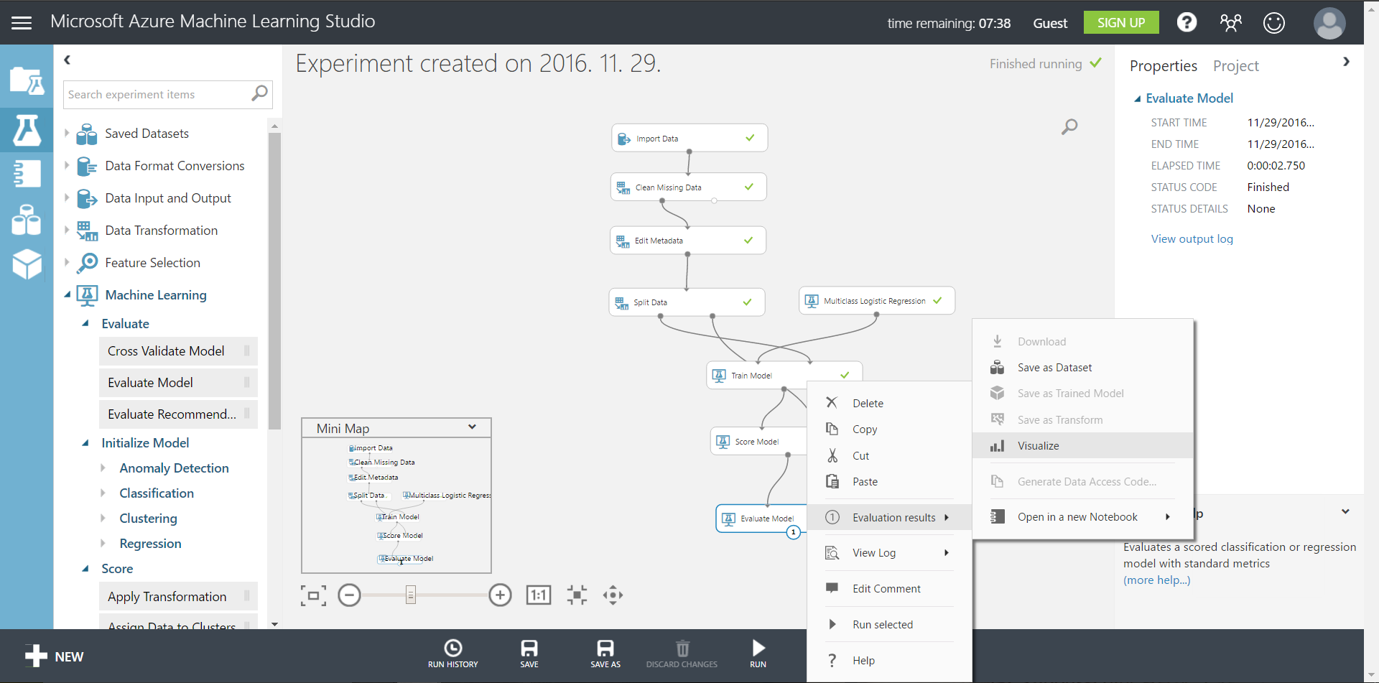 Microsoft Azure Machine Learning Studio
time remaining: 07:38
Guest
SIGN UP
?
Search experiment items
Saved Datasets
Data Format Conversions
Data Input and Output
Data Transformation
Feature Selection
Machine Learning
Evaluate
Cross Validate Model
Evaluate Model
Evaluate Recommend...
Initialize Model
Anomaly Detection
Classification
Clustering
Regression
Score
Apply Transformation
Assign Data to Clusters
Experiment created on 2016. 11. 29.
Finished running
Import Data
Clean Missing Data
Edit Metadata
Split Data
Multiclass Logistic Regression
Train Model
Score Model
Evaluate Model
1
Mini Map
Import Data
Clean Missing Data
Edit Metadata
Split Data
Multiclass Logistic Regress
Train Model
Score Model
Evaluate Model
1:1
Delete
Copy
Cut
Paste
1 Evaluation results
View Log
Edit Comment
Run selected
? Help
Download
Save as Dataset
Save as Trained Model
Save as Transform
Visualize
Generate Data Access Code...
Open in a new Notebook
Properties Project
Evaluate Model
START TIME 11/29/2016...
END TIME 11/29/2016...
ELAPSED TIME 0:00:02.750
STATUS CODE Finished
STATUS DETAILS None
View output log
lp
Evaluates a scored classification or regression
model with standard metrics
(more help...)
NEW
RUN HISTORY
SAVE
SAVE AS
DISCARD CHANGES
RUN